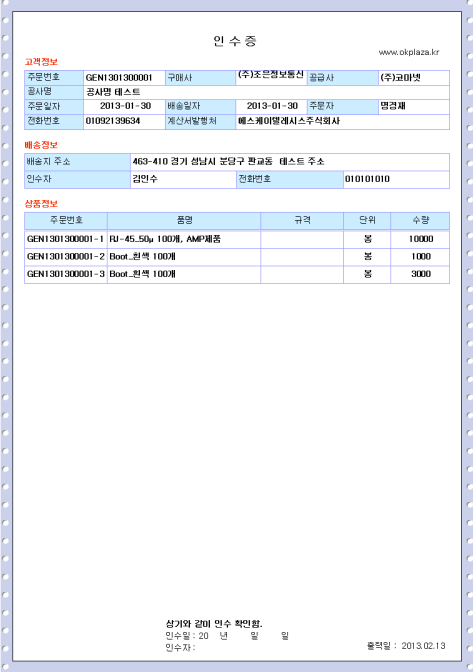 인 수 증
www.okplaza.kr
고객정보
주문번호 GEN1301300001 구매사 (주)조은정보통신 공급사 (주)코마넷
공사명 공사명 테스트
주문일자 2013-01-30 배송일자 2013-01-30 주문자 명경재
전화번호 01092139634 계산서발행처 에스케이텔레시스주식회사
배송정보
배송지 주소 463-410 경기 성남시 분당구 판교동 테스트 주소
인수자 김인수 전화번호 010101010
상품정보
주문번호 품명 규격 단위 수량
GEN1301300001-1 RJ-45_50μ 100개, AMP제품 봉 10000
GEN1301300001-2 Boot_흰색 100개 봉 1000
GEN1301300001-3 Boot_흰색 100개 봉 3000
상기와 같이 인수 확인함.
인수일 : 20 년 월 일
인수자 :
출력일 : 2013.02.13